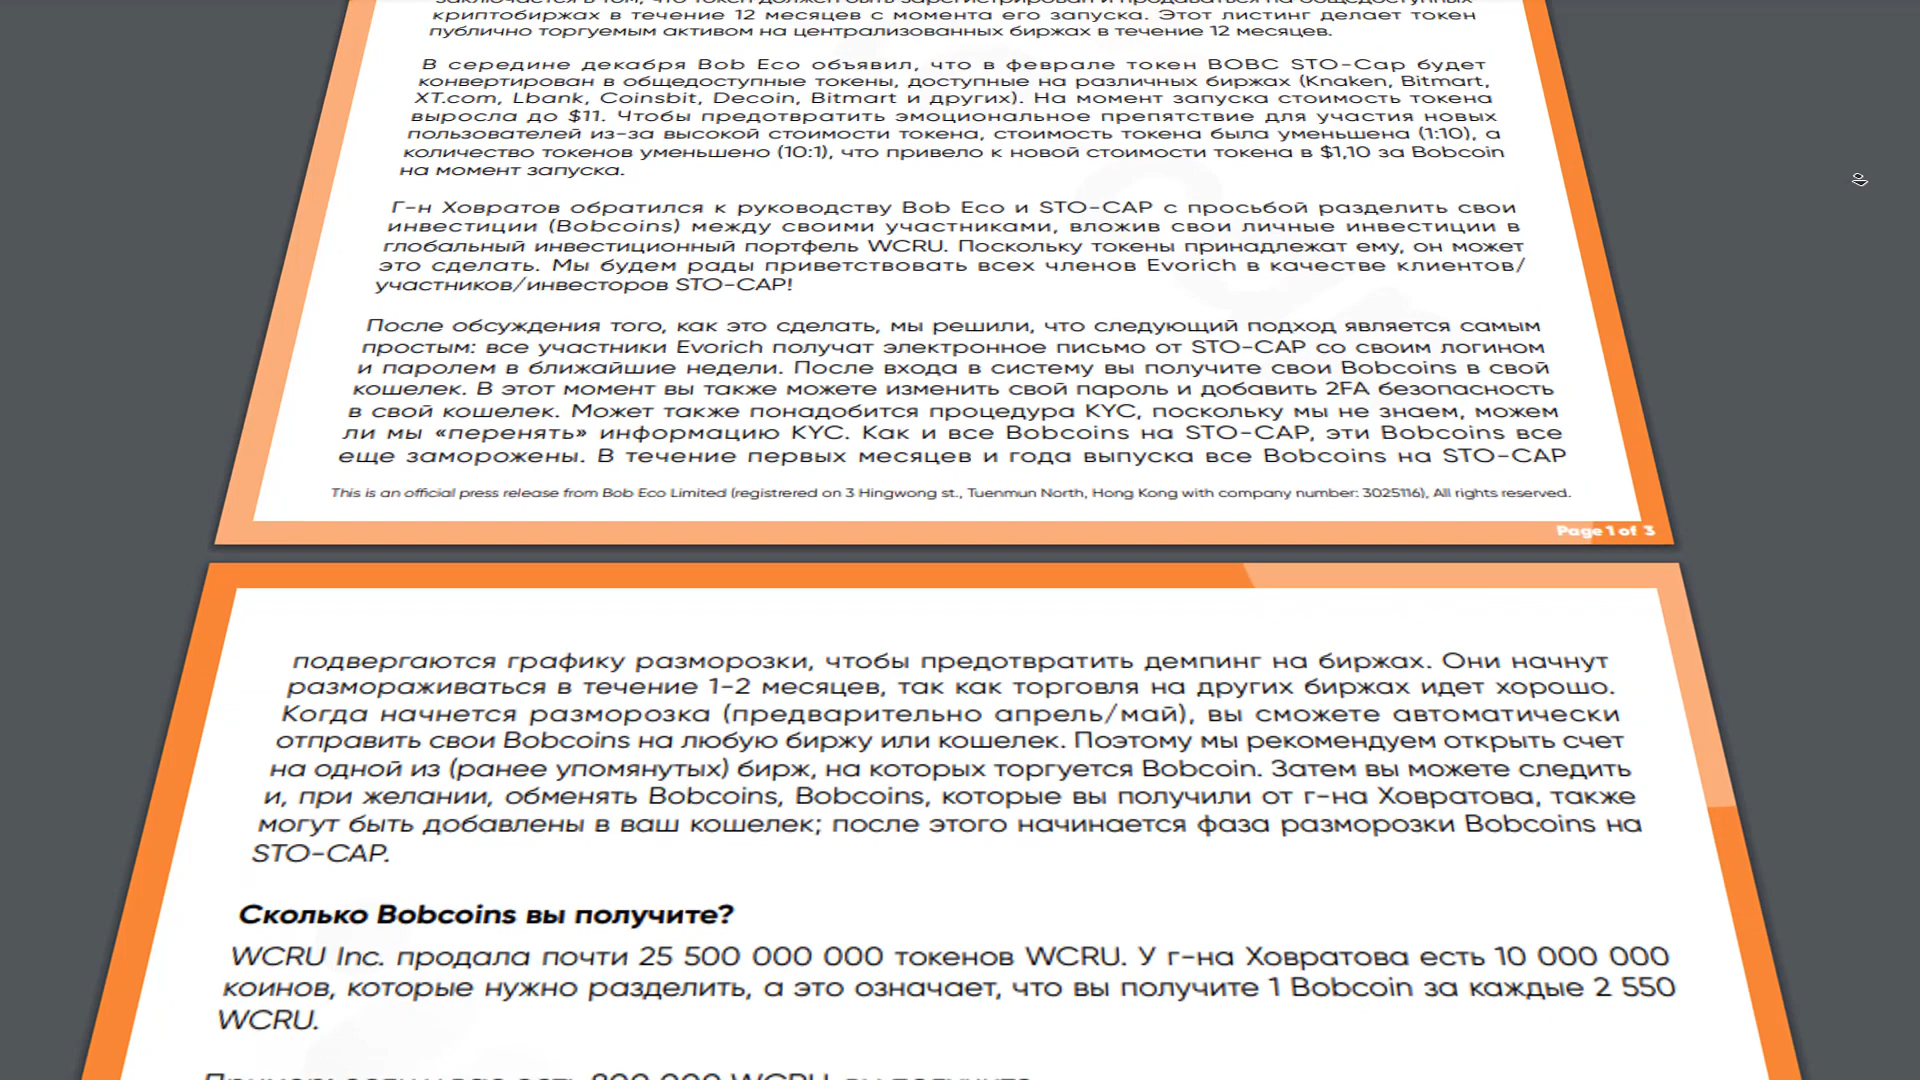 заключается в том, что токен должен быть зарегистрирован и продаваться на общедоступных
криптобиржах в течение 12 месяцев с момента его запуска. Этот листинг делает токен
публично торгуемым активом на централизованных биржах в течение 12 месяцев.
В середине декабря Bob Eco объявил, что в феврале токен BOBC STO-Cap будет
конвертирован в общедоступные токены, доступные на различных биржах (Knaken, Bitmart,
XT.com, Lbank, Coinsbit, Decoin, Bitmart и других). На момент запуска стоимость токена
выросла до $11. Чтобы предотвратить эмоциональное препятствие для участия новых
пользователей из-за высокой стоимости токена, стоимость токена была уменьшена (1:10), а
количество токенов уменьшено (10:1), что привело к новой стоимости токена в $1,10 за Bobcoin
на момент запуска.
Г-н Ховратов обратился к руководству Bob Eco и STO-CAP с просьбой разделить свои
инвестиции (Bobcoins) между своими участниками, вложив свои личные инвестиции в
глобальный инвестиционный портфель WCRU. Поскольку токены принадлежат ему, он может
это сделать. Мы будем рады приветствовать всех членов Evorich в качестве клиентов/
участников/инвесторов STO-CAP!
После обсуждения того, как это сделать, мы решили, что следующий подход является самым
простым: все участники Evorich получат электронное письмо от STO-CAP со своим логином
и паролем в ближайшие недели. После входа в систему вы получите свои Bobcoins в свой
кошелек. В этот момент вы также можете изменить свой пароль и добавить 2FA безопасность
в свой кошелек. Может также понадобится процедура KYC, поскольку мы не знаем, можем
ли мы «перенять» информацию KYC. Как и все Bobcoins на STO-CAP, эти Bobcoins все
еще заморожены. В течение первых месяцев и года выпуска все Bobcoins на STO-CAP
This is an official press release from Bob Eco Limited (registrered on 3 Hingwong st., Tuenmun North, Hong Kong with company number: 3025116), All rights reserved.
Page 1 of 3
подвергаются графику разморозки, чтобы предотвратить демпинг на биржах. Они начнут
размораживаться в течение 1-2 месяцев, так как торговля на других биржах идет хорошо.
Когда начнется разморозка (предварительно апрель/май), вы сможете автоматически
отправить свои Bobcoins на любую биржу или кошелек. Поэтому мы рекомендуем открыть счет
на одной из (ранее упомянутых) бирж, на которых торгуется Bobcoin. Затем вы можете следить
и, при желании, обменять Bobcoins, Bobcoins, которые вы получили от г-на Ховратова, также
могут быть добавлены в ваш кошелек; после этого начинается фаза разморозки Bobcoins на
STO-CAP.
Сколько Bobcoins вы получите?
WCRU Inc. продала почти 25 500 000 000 токенов WCRU. У г-на Ховратова есть 10 000 000
коинов, которые нужно разделить, а это означает, что вы получите 1 Bobcoin за каждые 2 550
WCRU.
Пример: если у вас есть 800 000 WCRU, вы получите